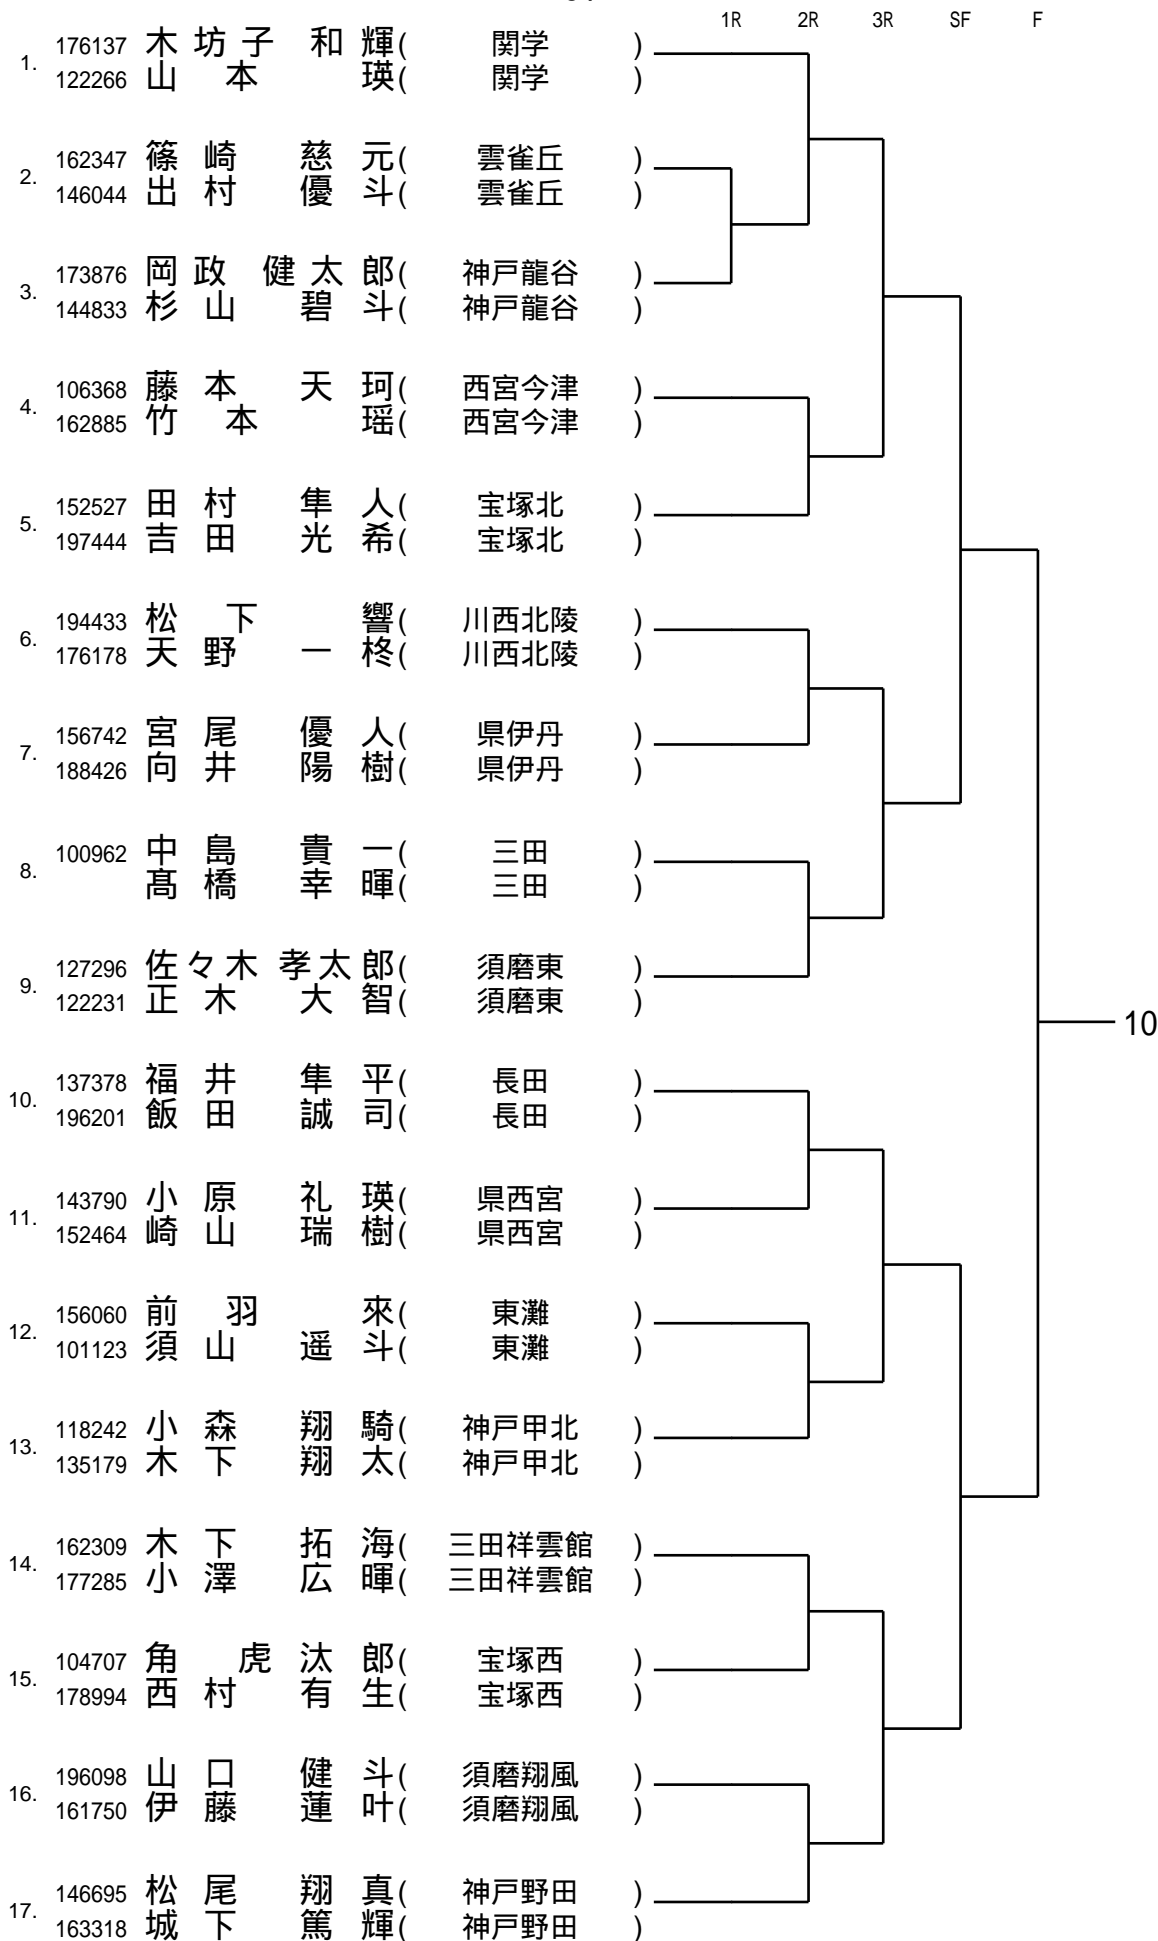 1R 2R 3R SF F
1. 176137 木坊子 和輝( 関学 )
122266 山本 瑛( 関学 )
2. 162347 篠崎 慈元( 雲雀丘 )
146044 出村 優斗( 雲雀丘 )
3. 173876 岡政 健太郎( 神戸龍谷 )
144833 杉山 碧斗( 神戸龍谷 )
4. 106368 藤本 天珂( 西宮今津 )
162885 竹本 瑶( 西宮今津 )
5. 152527 田村 隼人( 宝塚北 )
197444 吉田 光希( 宝塚北 )
6. 194433 松下 響( 川西北陵 )
176178 天野 一柊( 川西北陵 )
7. 156742 宮尾 優人( 県伊丹 )
188426 向井 陽樹( 県伊丹 )
8. 100962 中島 貴一( 三田 )
髙橋 幸暉( 三田 )
9. 127296 佐々木 孝太郎( 須磨東 )
122231 正木 大智( 須磨東 )
10
10. 137378 福井 隼平( 長田 )
196201 飯田 誠司( 長田 )
11. 143790 小原 礼瑛( 県西宮 )
152464 崎山 瑞樹( 県西宮 )
12. 156060 前羽 來( 東灘 )
101123 須山 遥斗( 東灘 )
13. 118242 小森 翔騎( 神戸甲北 )
135179 木下 翔太( 神戸甲北 )
14. 162309 木下 拓海( 三田祥雲館 )
177285 小澤 広暉( 三田祥雲館 )
15. 104707 角 虎汰郎( 宝塚西 )
178994 西村 有生( 宝塚西 )
16. 196098 山口 健斗( 須磨翔風 )
161750 伊藤 蓮叶( 須磨翔風 )
17. 146695 松尾 翔真( 神戸野田 )
163318 城下 篤輝( 神戸野田 )